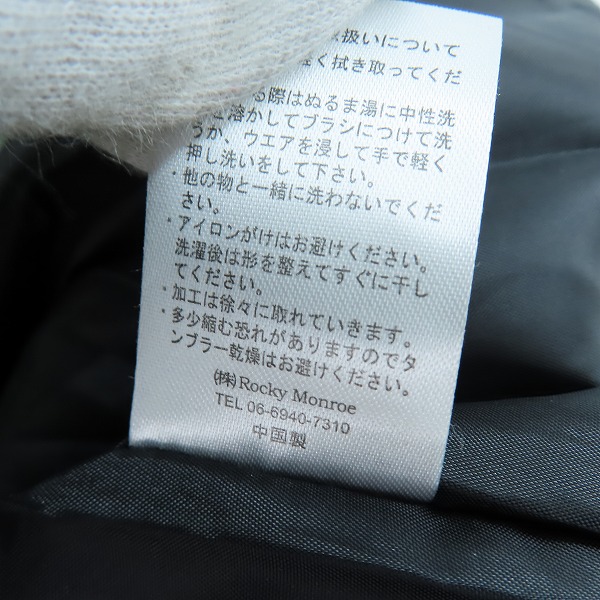 扱いについて
く拭き取ってくだ
る際はぬるま湯に中性洗
溶かしてブラシにつけて洗
うか、ウエアを浸して手で軽く
押し洗いをして下さい。
・他の物と一緒に洗わないでくだ
さい。
・アイロンがけはお避けください。
洗濯後は形を整えてすぐに干し
てください。
・加工は徐々に取れていきます。
・多少縮む恐れがありますのでタ
ンブラー乾燥はお避けください。
㈱Rocky Monroe
TEL 06-6940-7310
中国製